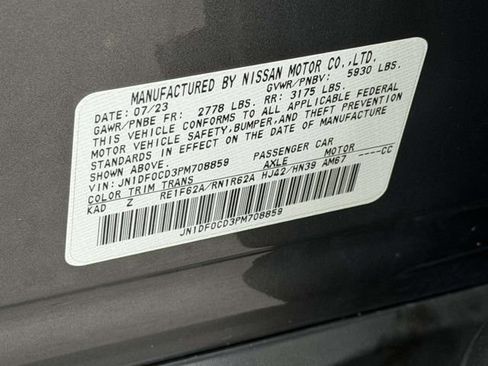 MANUFACTURED BY NISSAN MOTOR CO., LTD.
DATE: 07/23 GVWR/PNBV: 5930 LBS.
GAWR/PNBE FR: 2778 LBS. RR: 3175 LBS.
THIS VEHICLE CONFORMS TO ALL APPLICABLE FEDERAL
MOTOR VEHICLE SAFETY, BUMPER, AND THEFT PREVENTION
STANDARDS IN EFFECT ON THE DATE OF MANUFACTURE
SHOWN ABOVE.
VIN: JN1DF0CD3PM708859 PASSENGER CAR
COLOR TRIM TRANS AXLE MOTOR ----CC
KAD Z RE1F62A/RN1R62A HJ42/HN39 AM67
JN1DF0CD3PM708859